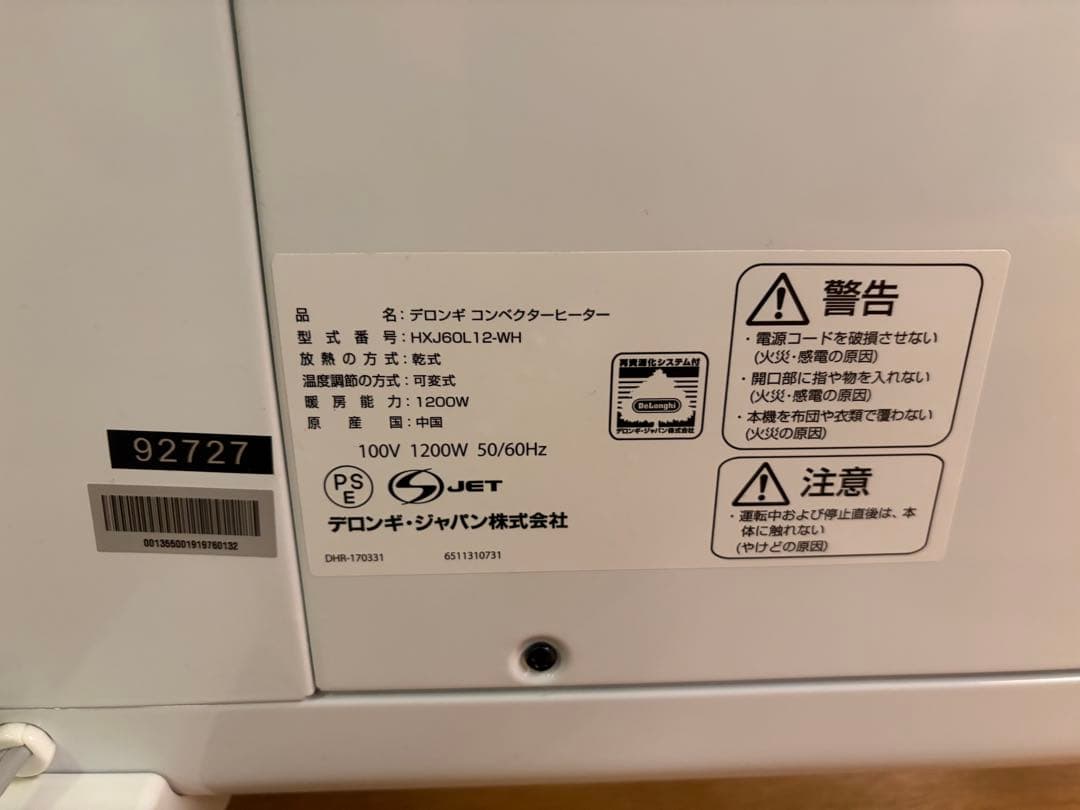 品 名：デロンギ コンベクターヒーター
型 式 番 号：HXJ60L12-WH
放 熱 の 方 式：乾式
温度調節の方式：可変式
暖 房 能 力：1200W
原 産 国：中国
100V 1200W 50/60Hz
PS
E
JET
デロンギ・ジャパン株式会社
DHR-170331 6511310731
再資源化システム付
DeLonghi
デロンギ・ジャパン株式会社
警告
・電源コードを破損させない
(火災・感電の原因)
・開口部に指や物を入れない
(火災・感電の原因)
・本機を布団や衣類で覆わない
(火災の原因)
注意
・運転中および停止直後は、本
体に触れない
(やけどの原因)
92727
001355001919760132